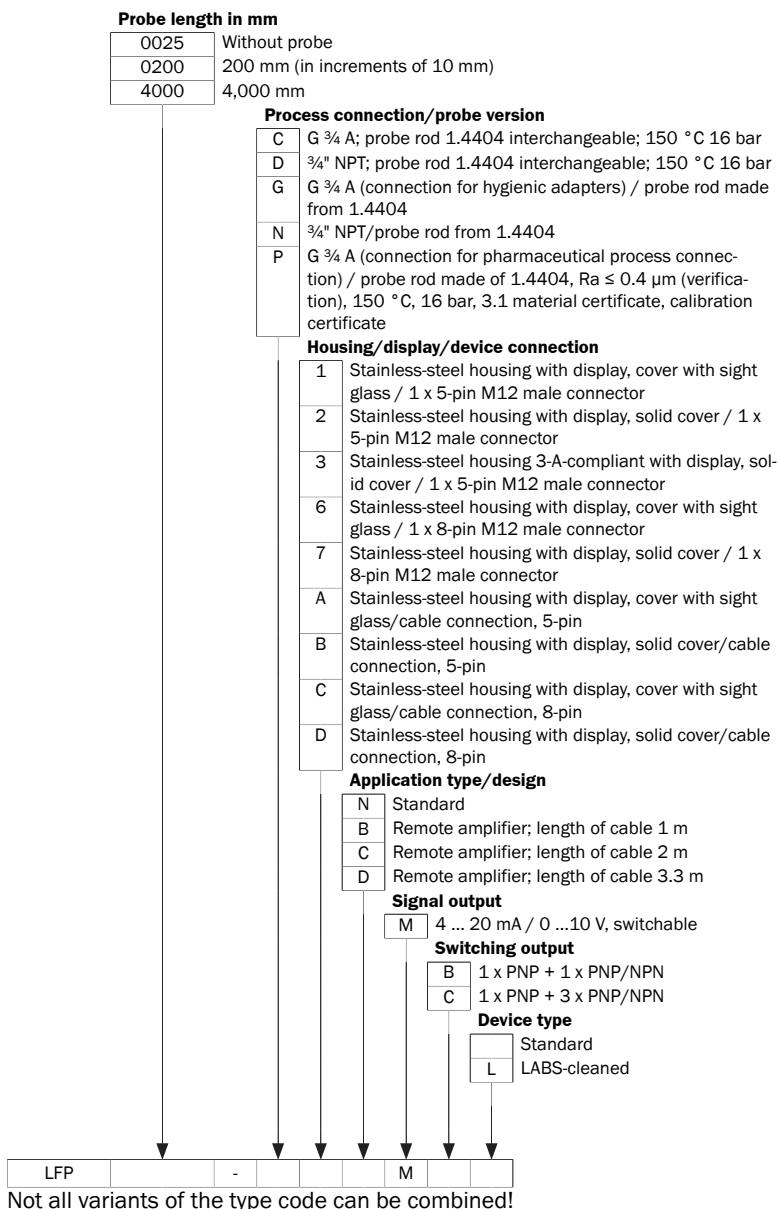 Probe length in mm
0025 Without probe
0200 200 mm (in increments of 10 mm)
4000 4,000 mm
Process connection/probe version
C G ¾ A; probe rod 1.4404 interchangeable; 150 °C 16 bar
D ¾" NPT; probe rod 1.4404 interchangeable; 150 °C 16 bar
G G ¾ A (connection for hygienic adapters) / probe rod made
from 1.4404
N ¾" NPT/probe rod from 1.4404
P G ¾ A (connection for pharmaceutical process connec-
tion) / probe rod made of 1.4404, Ra ≤ 0.4 µm (verifica-
tion), 150 °C, 16 bar, 3.1 material certificate, calibration
certificate
Housing/display/device connection
1 Stainless-steel housing with display, cover with sight
glass / 1 x 5-pin M12 male connector
2 Stainless-steel housing with display, solid cover / 1 x
5-pin M12 male connector
3 Stainless-steel housing 3-A-compliant with display, sol-
id cover / 1 x 5-pin M12 male connector
6 Stainless-steel housing with display, cover with sight
glass / 1 x 8-pin M12 male connector
7 Stainless-steel housing with display, solid cover / 1 x
8-pin M12 male connector
A Stainless-steel housing with display, cover with sight
glass/cable connection, 5-pin
B Stainless-steel housing with display, solid cover/cable
connection, 5-pin
C Stainless-steel housing with display, cover with sight
glass/cable connection, 8-pin
D Stainless-steel housing with display, solid cover/cable
connection, 8-pin
Application type/design
N Standard
B Remote amplifier; length of cable 1 m
C Remote amplifier; length of cable 2 m
D Remote amplifier; length of cable 3.3 m
Signal output
M 4 ... 20 mA / 0 ...10 V, switchable
Switching output
B 1 x PNP + 1 x PNP/NPN
C 1 x PNP + 3 x PNP/NPN
Device type
Standard
L LABS-cleaned
LFP - M
Not all variants of the type code can be combined!